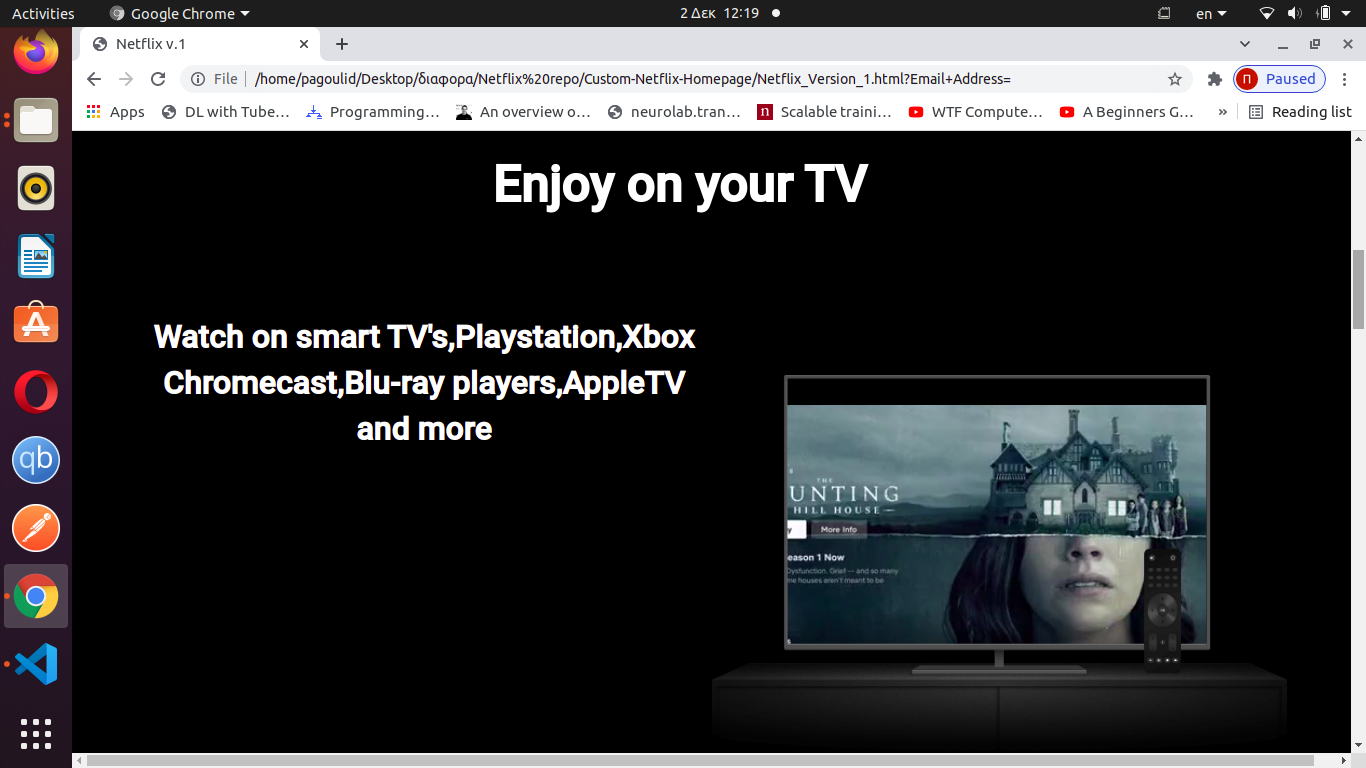 Activities
Google Chrome
2 Δεκ 12:19
en
Netflix v.1
File
/home/pagoulid/Desktop/διαφορα/Netflix%20repo/Custom-Netflix-Homepage/Netflix_Version_1.html?Email+Address=
Π
Paused
Apps
DL with Tube…
Programming…
An overview o…
neurolab.tran…
n
Scalable traini…
WTF Compute…
A Beginners G…
»
Reading list
Enjoy on your TV
Watch on smart TV's,Playstation,Xbox
Chromecast,Blu-ray players,AppleTV
and more
THE
UNTING
HILL HOUSE
y
More Info
eason 1 Now
Dysfunction. Grief -- and so many
me houses aren't meant to be
qb